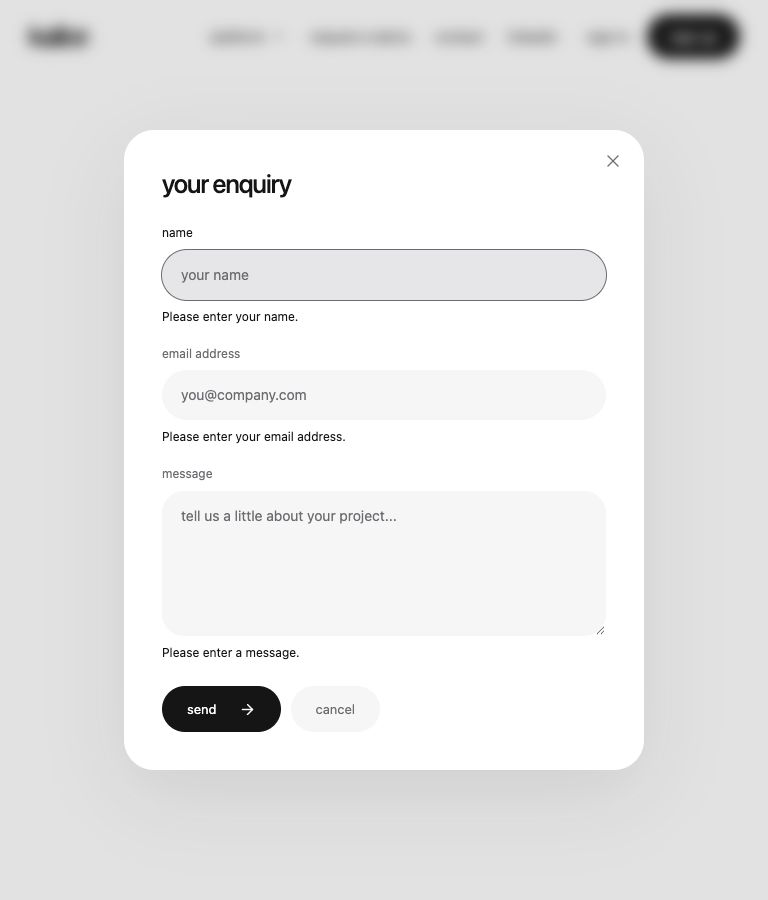 your enquiry
name
your name
Please enter your name.
email address
you@company.com
Please enter your email address.
message
tell us a little about your project...
Please enter a message.
send
cancel